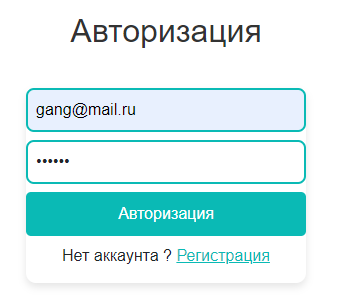 Авторизация
gang@mail.ru
••••••
Авторизация
Нет аккаунта ? Регистрация